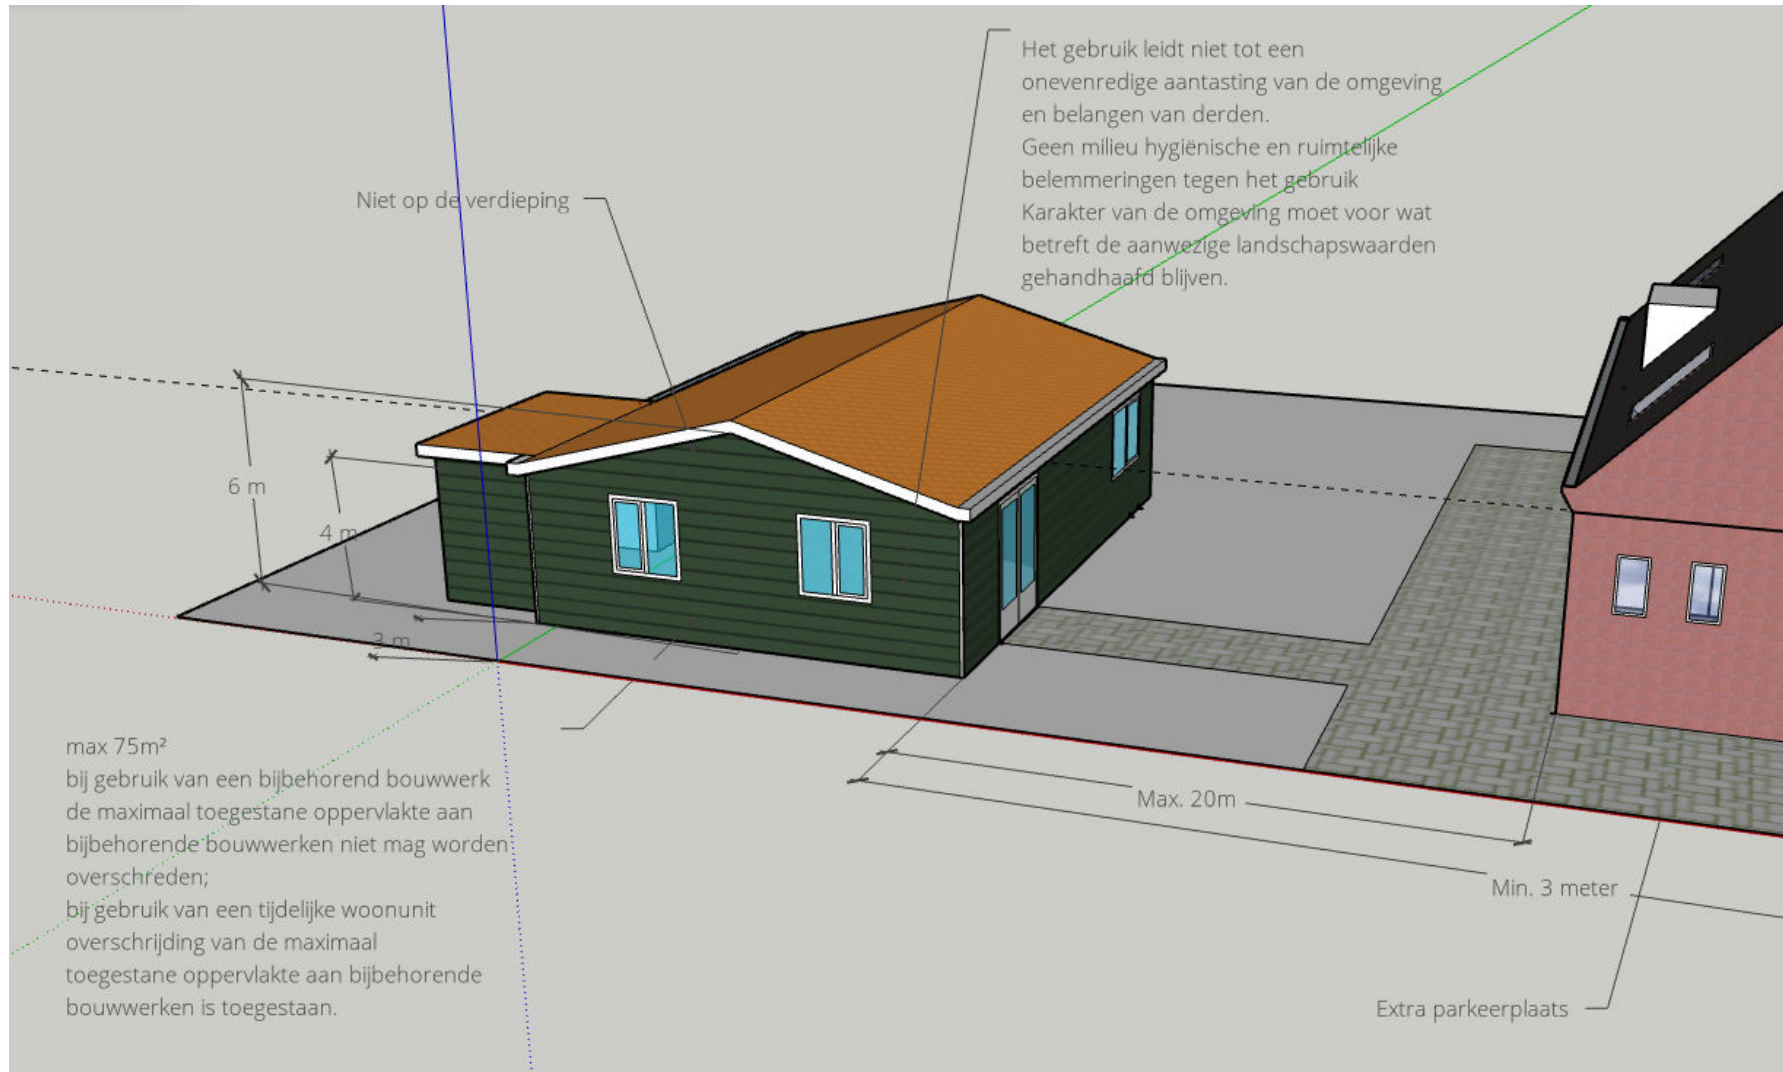 Het gebruik leidt niet tot een
onevenredige aantasting van de omgeving
en belangen van derden.
Geen milieu hygiënische en ruimtelijke
belemmeringen tegen het gebruik
Karakter van de omgeving moet voor wat
betreft de aanwezige landschapswaarden
gehandhaafd blijven.
Niet op de verdieping
6 m
4 m
3 m
max 75m²
bij gebruik van een bijbehorend bouwwerk
de maximaal toegestane oppervlakte aan
bijbehorende bouwwerken niet mag worden
overschreden;
bij gebruik van een tijdelijke woonunit
overschrijding van de maximaal
toegestane oppervlakte aan bijbehorende
bouwwerken is toegestaan.
Max. 20m
Min. 3 meter
Extra parkeerplaats